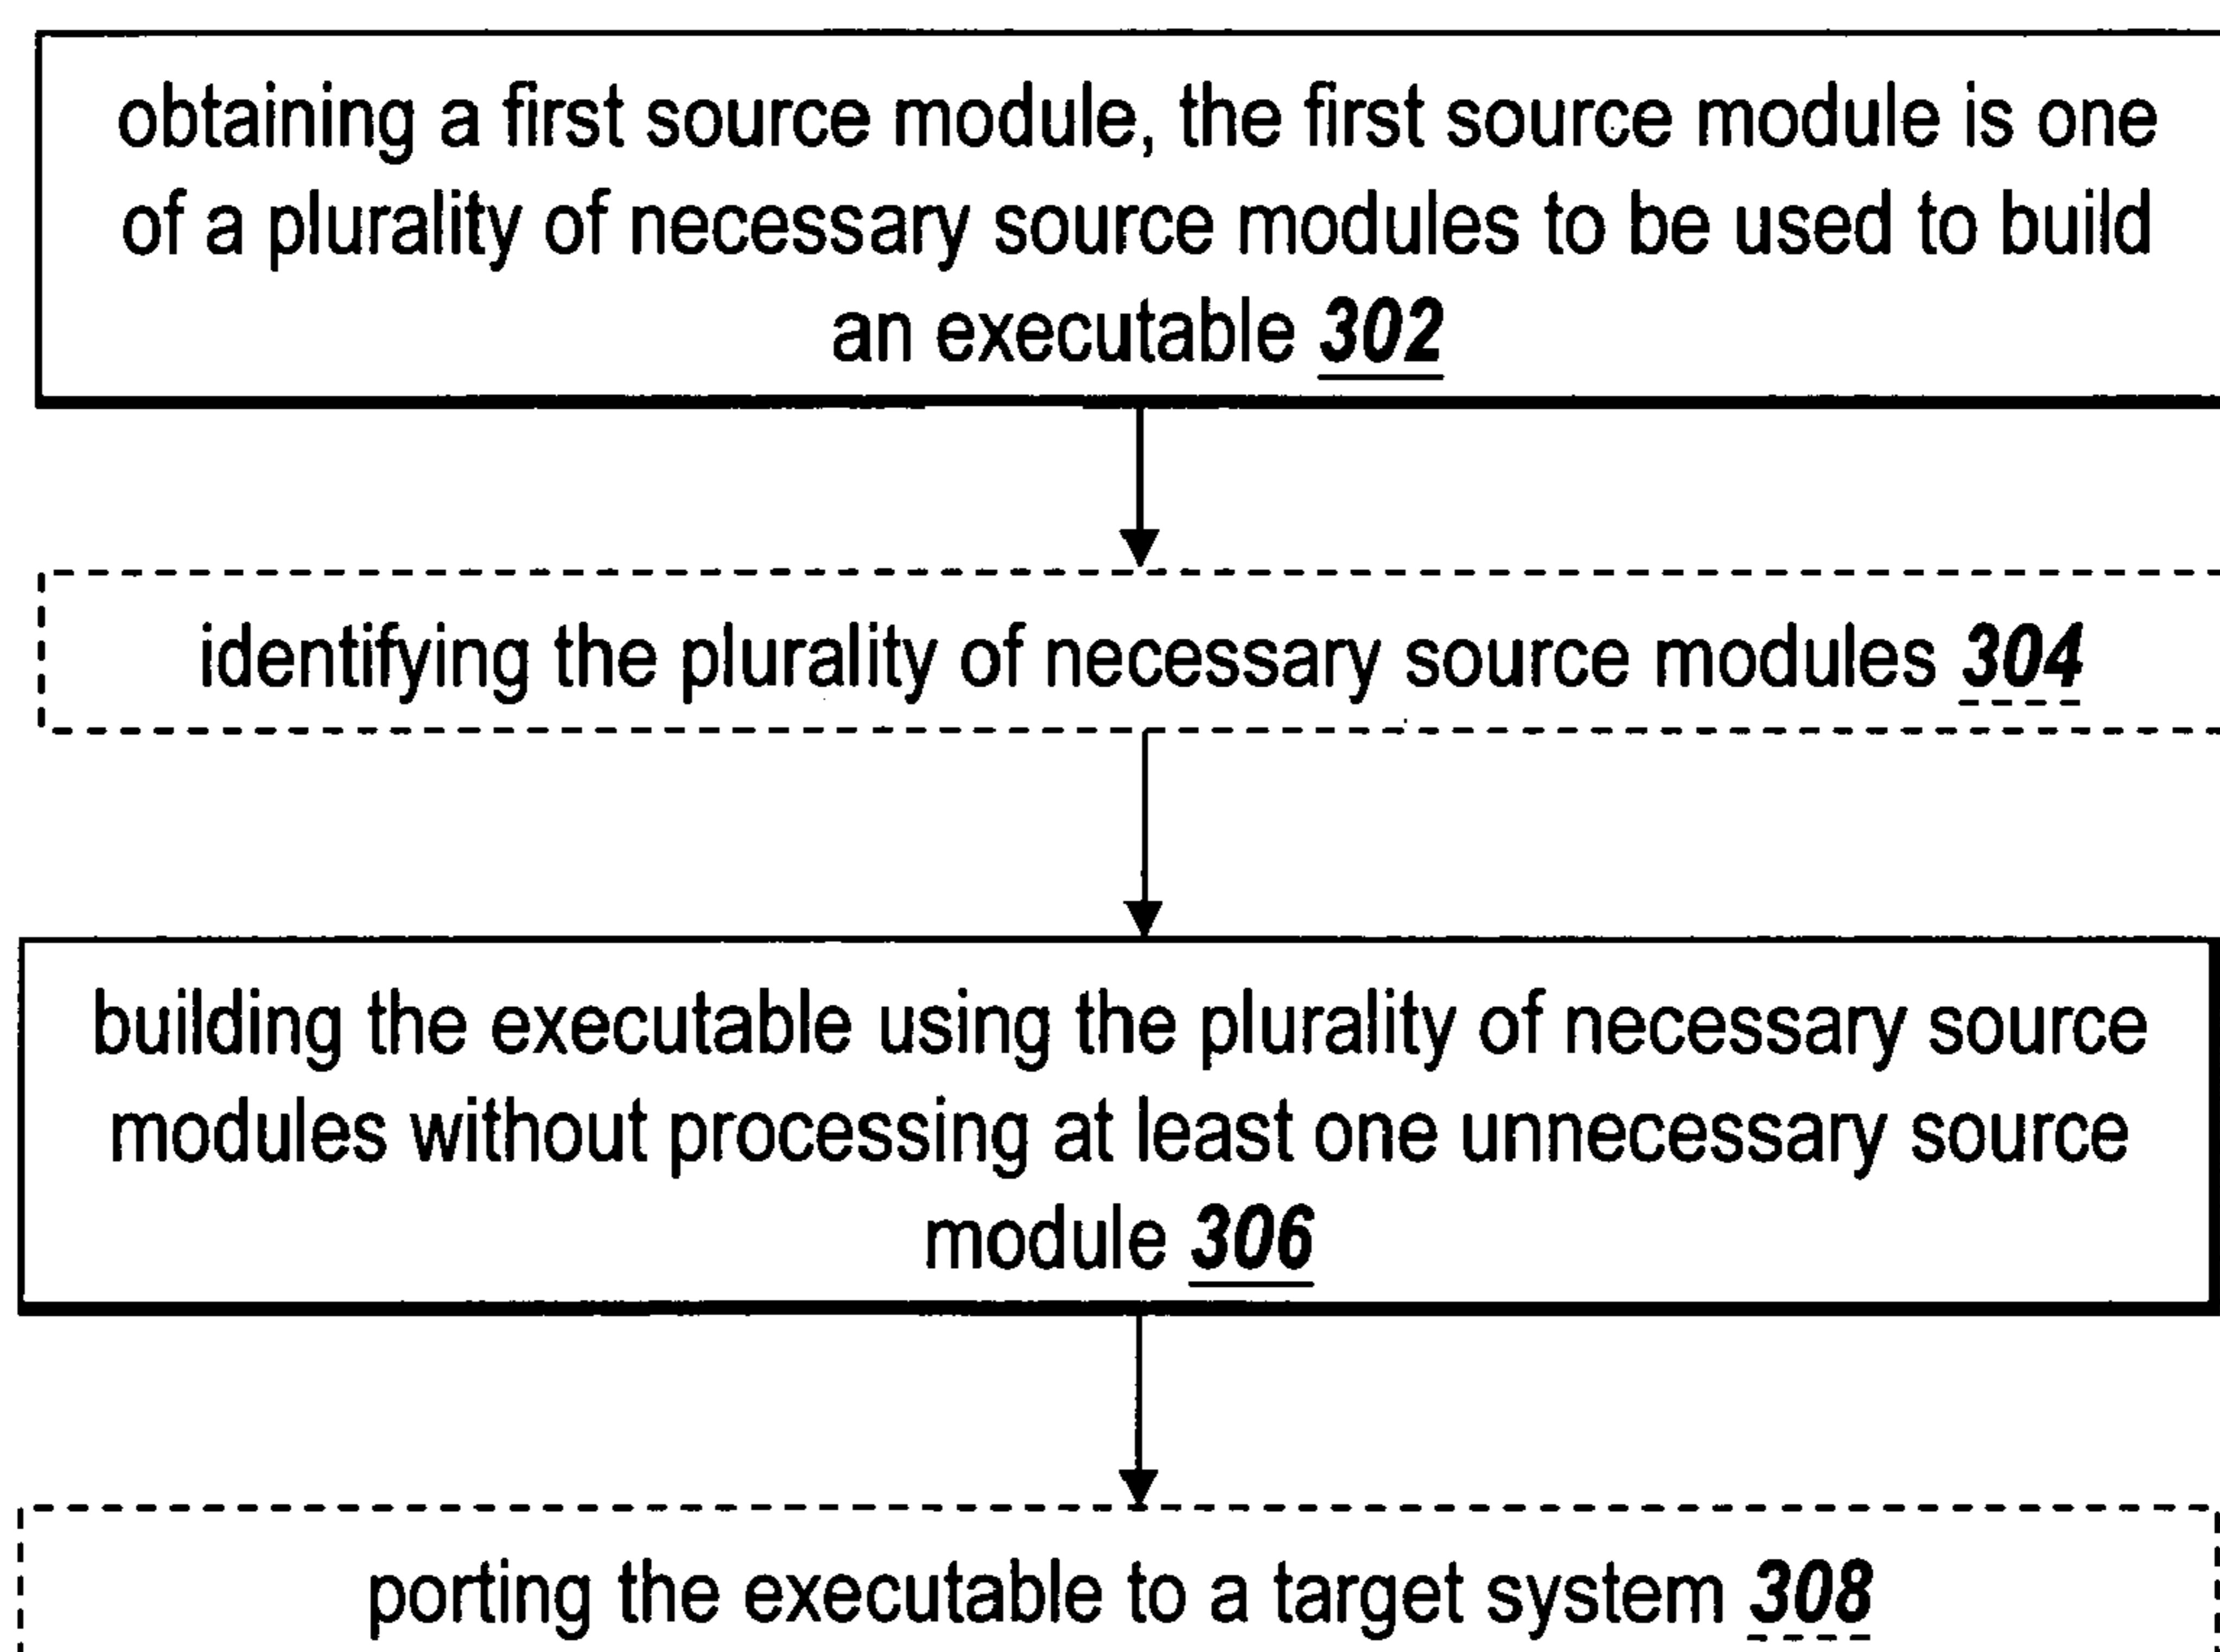 obtaining a first source module, the first source module is one
of a plurality of necessary source modules to be used to build
an executable 302
identifying the plurality of necessary source modules 304
building the executable using the plurality of necessary source
modules without processing at least one unnecessary source
module 306
porting the executable to a target system 308